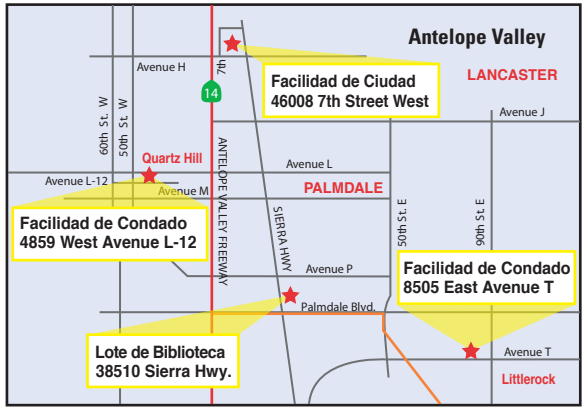 Antelope Valley
LANCASTER
7th
Avenue H
14
Facilidad de Ciudad
46008 7th Street West
60th St. W
50th St. W
Avenue J
Quartz Hill
Avenue L
Avenue L-12
Avenue M
PALMDALE
ANTELOPE VALLEY FREEWAY
SIERRA HWY
50th St. E
90th St. E
Facilidad de Condado
4859 West Avenue L-12
Avenue P
Facilidad de Condado
8505 East Avenue T
Palmdale Blvd.
Lote de Biblioteca
38510 Sierra Hwy.
Avenue T
Littlerock